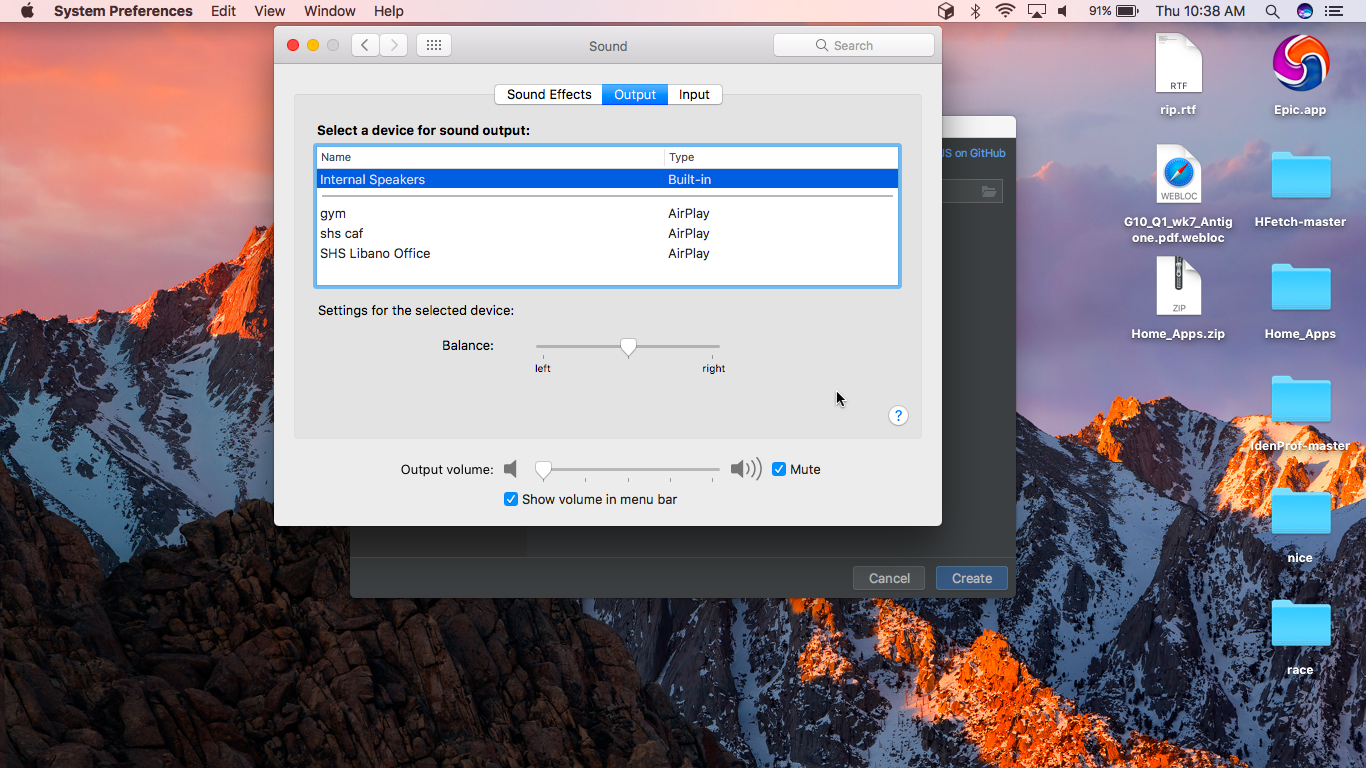 System Preferences Edit View Window Help 91% Thu 10:38 AM
Sound
Search
Sound Effects Output Input
Select a device for sound output:
Name Type
Internal Speakers Built-in
gym AirPlay
shs caf AirPlay
SHS Libano Office AirPlay
Settings for the selected device:
Balance:
left right
?
Output volume: Mute
Show volume in menu bar
JS on GitHub
Cancel Create
RTF
rip.rtf
Epic.app
WEBLOC
G10_Q1_wk7_Antig
one.pdf.webloc
HFetch-master
ZIP
Home_Apps.zip
Home_Apps
IdenProf-master
nice
race